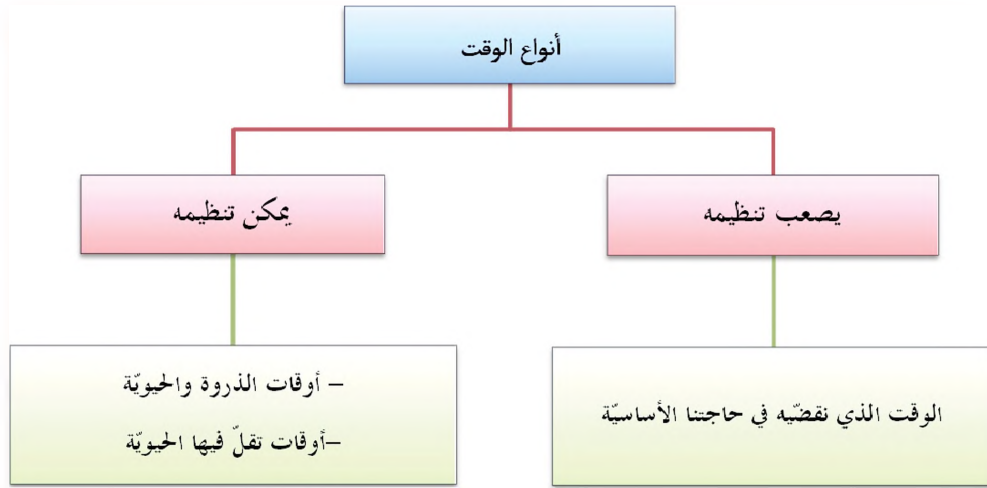 أنواع الوقت
يصعب تنظيمه
يمكن تنظيمه
الوقت الذي نقضّيه في حاجتنا الأساسيّة
– أوقات الذروة والحيويّة
–أوقات تقلّ فيها الحيويّة